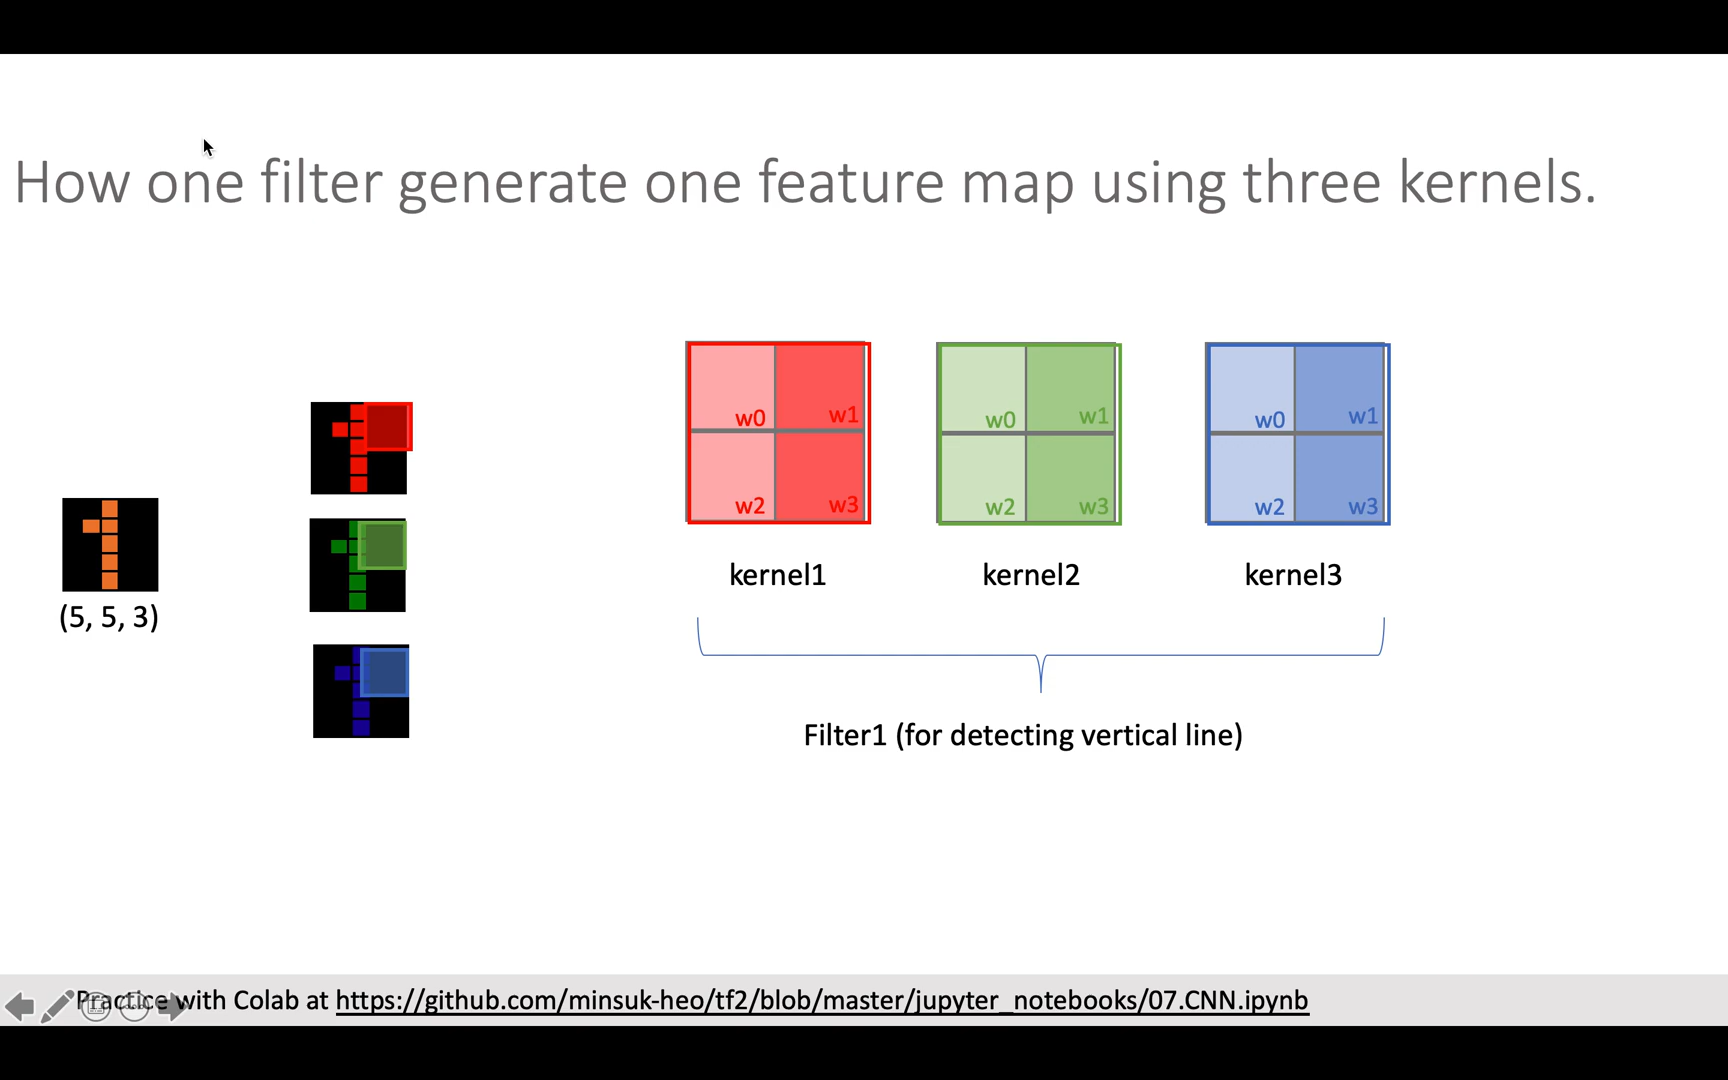 How one filter generate one feature map using three kernels.
w0 w1
w2 w3
w0 w1
w2 w3
w0 w1
w2 w3
kernel1
kernel2
kernel3
(5, 5, 3)
Filter1 (for detecting vertical line)
Practice with Colab at https://github.com/minsuk-heo/tf2/blob/master/jupyter_notebooks/07.CNN.ipynb